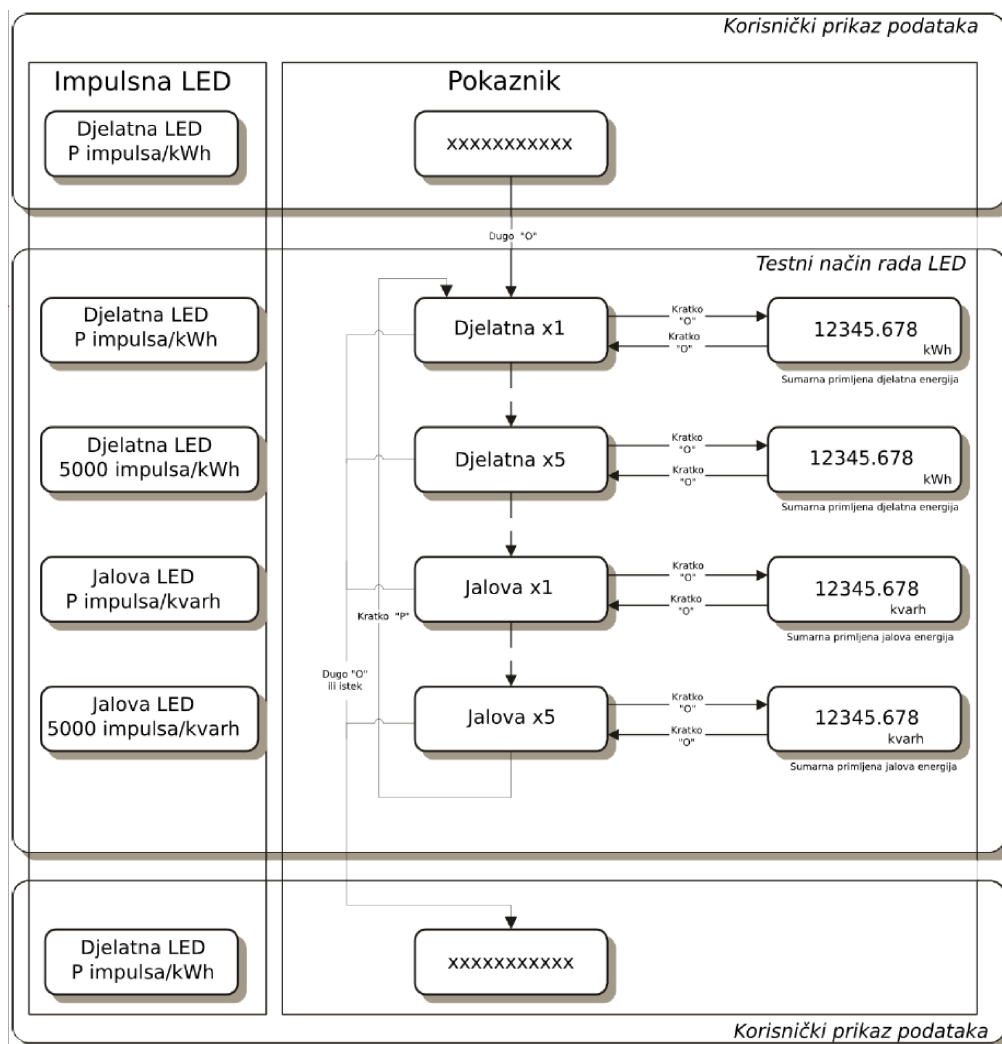 Korisnički prikaz podataka
Impulsna LED
Pokaznik
Djelatna LED
P impulsa/kWh
xxxxxxxxxxx
Dugo "O"
Testni način rada LED
Djelatna LED
P impulsa/kWh
Djelatna x1
Kratko
"O"
Kratko
"O"
12345.678
kWh
Sumarna primljena djelatna energija
Djelatna LED
5000 impulsa/kWh
Djelatna x5
Kratko
"O"
Kratko
"O"
12345.678
kWh
Sumarna primljena djelatna energija
Jalova LED
P impulsa/kvarh
Jalova x1
Kratko
"O"
Kratko
"O"
12345.678
kvarh
Sumarna primljena jalova energija
Kratko "P"
Dugo "O"
ili istek
Jalova LED
5000 impulsa/kvarh
Jalova x5
Kratko
"O"
Kratko
"O"
12345.678
kvarh
Sumarna primljena jalova energija
Djelatna LED
P impulsa/kWh
xxxxxxxxxxx
Korisnički prikaz podataka